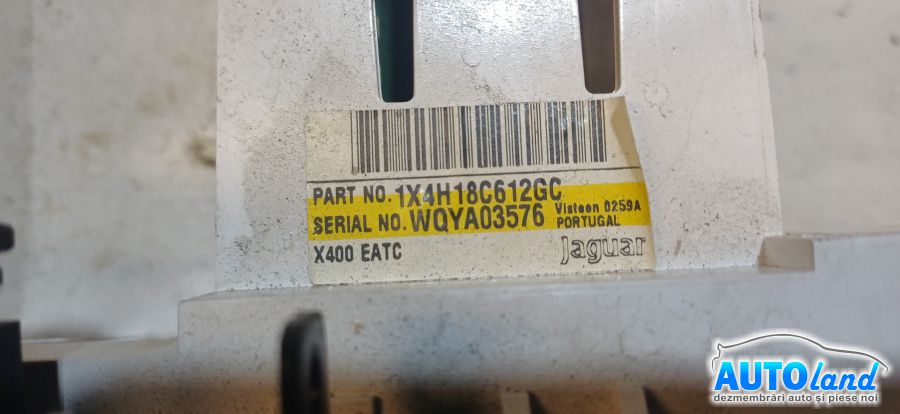 PART NO. 1X4H18C612GC
SERIAL NO. WQYA03576 Visteon 0259A
PORTUGAL
X400 EATC Jaguar
AUTOland
dezmembrări auto și piese noi